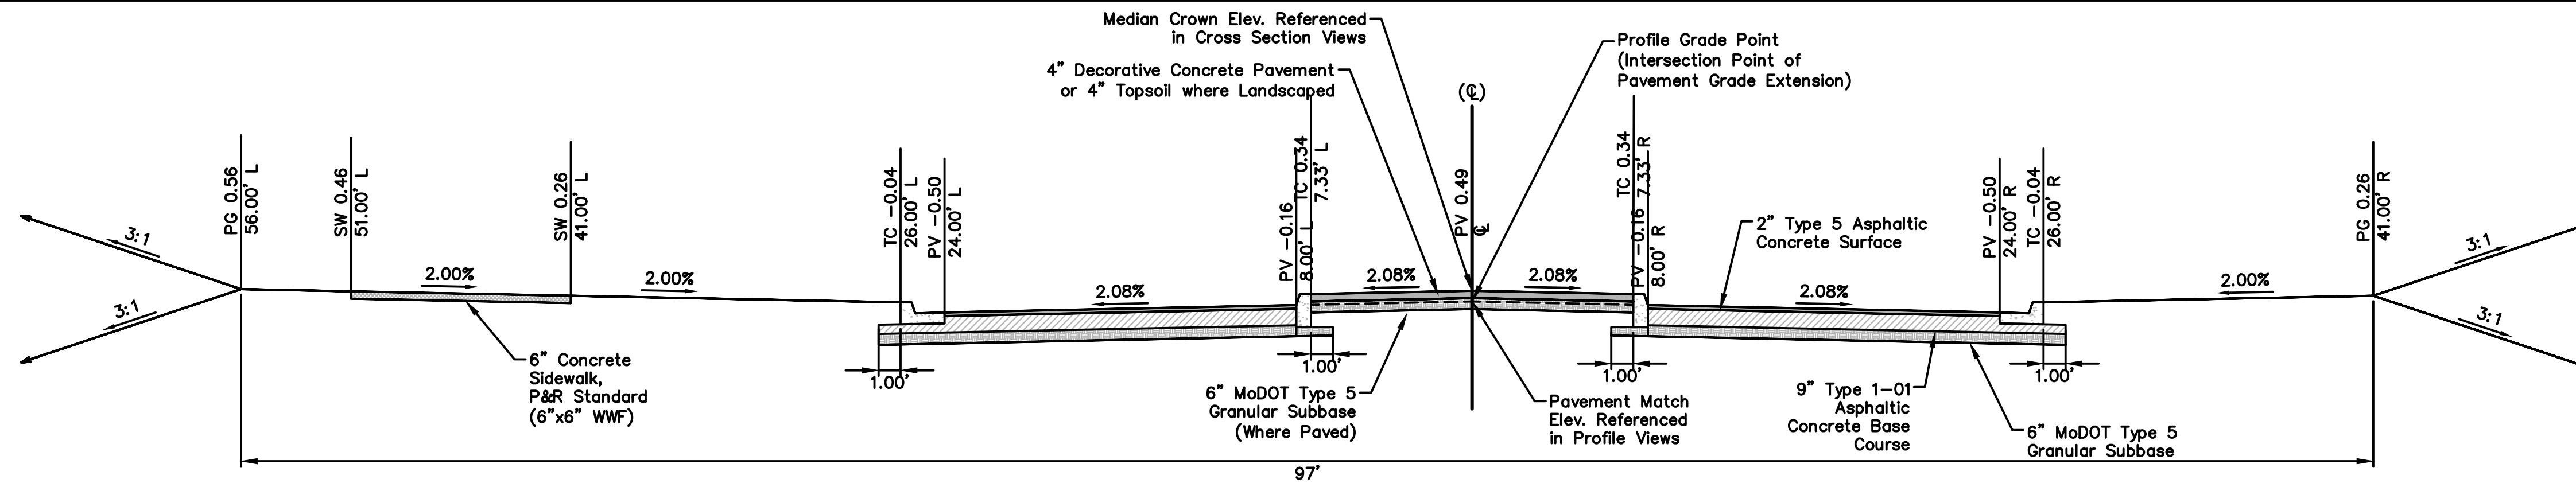 Median Crown Elev. Referenced
in Cross Section Views
4" Decorative Concrete Pavement
or 4" Topsoil where Landscaped
Profile Grade Point
(Intersection Point of
Pavement Grade Extension)
(℄)
3:1
3:1
PG 0.56
56.00' L
SW 0.46
51.00' L
SW 0.26
41.00' L
TC -0.04
26.00' L
PV -0.50
24.00' L
PV -0.16
8.00' L
TC 0.34
7.33' L
PV 0.49
℄
TC 0.34
7.33' R
PV -0.16
8.00' R
PV -0.50
24.00' R
TC -0.04
26.00' R
PG 0.26
41.00' R
3:1
3:1
2.00%
2.00%
2.08%
2.08%
2.08%
2.08%
2.00%
2" Type 5 Asphaltic
Concrete Surface
6" Concrete
Sidewalk,
P&R Standard
(6"x6" WWF)
1.00'
1.00'
1.00'
1.00'
6" MoDOT Type 5
Granular Subbase
(Where Paved)
Pavement Match
Elev. Referenced
in Profile Views
9" Type 1-01
Asphaltic
Concrete Base
Course
6" MoDOT Type 5
Granular Subbase
97'